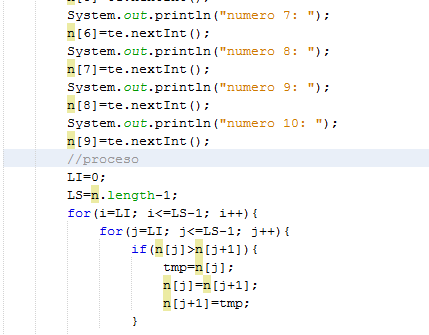 System.out.println("numero 7: ");
n[6]=te.nextInt();
System.out.println("numero 8: ");
n[7]=te.nextInt();
System.out.println("numero 9: ");
n[8]=te.nextInt();
System.out.println("numero 10: ");
n[9]=te.nextInt();
//proceso
LI=0;
LS=n.length-1;
for(i=LI; i<=LS-1; i++){
for(j=LI; j<=LS-1; j++){
if(n[j]>n[j+1]){
tmp=n[j];
n[j]=n[j+1];
n[j+1]=tmp;
}